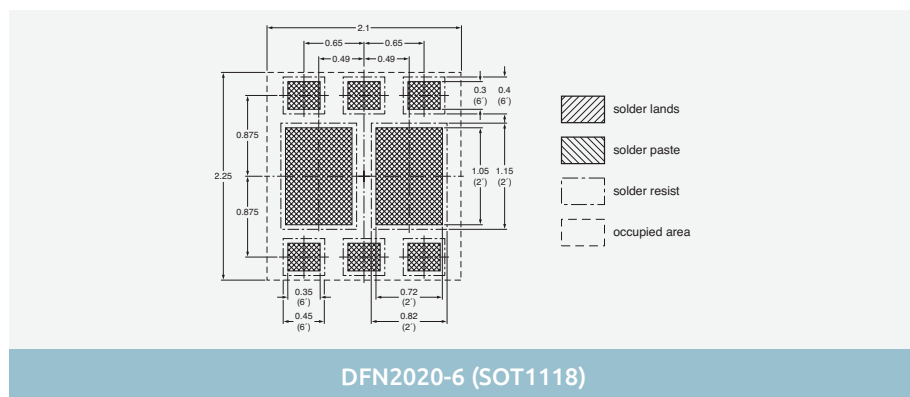 2.1
0.65 0.65
0.49 0.49
0.3 0.4
(6´) (6´)
solder lands
0.875
solder paste
2.25
1.05 1.15
(2´) (2´)
solder resist
0.875
occupied area
0.35 0.72
(6´) (2´)
0.45 0.82
(6´) (2´)
DFN2020-6 (SOT1118)